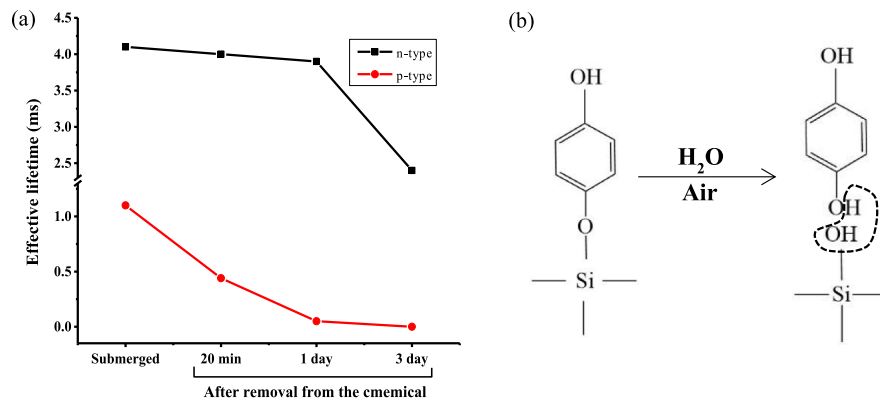 (a)
4.5
4.0
3.5
3.0
2.5
1.0
0.5
0.0
Effective lifetime (ms)
n-type
p-type
Submerged 20 min 1 day 3 day
After removal from the cmemical
(b)
OH
O
Si
H₂O
Air
OH
OH
OH
Si